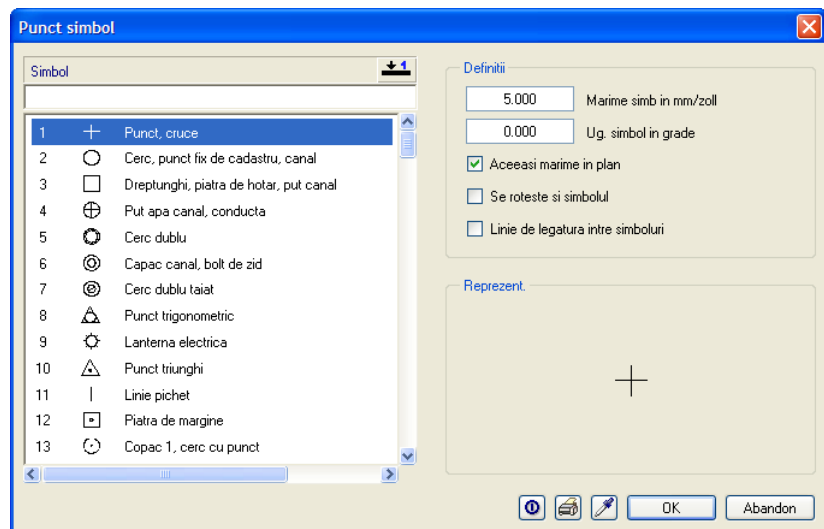 Punct simbol
Simbol
1
1 Punct, cruce
2 Cerc, punct fix de cadastru, canal
3 Dreptunghi, piatra de hotar, put canal
4 Put apa canal, conducta
5 Cerc dublu
6 Capac canal, bolt de zid
7 Cerc dublu taiat
8 Punct trigonometric
9 Lanterna electrica
10 Punct triunghi
11 Linie pichet
12 Piatra de margine
13 Copac 1, cerc cu punct
Definitii
5.000 Marime simb in mm/zoll
0.000 Ug. simbol in grade
Aceeasi marime in plan
Se roteste si simbolul
Linie de legatura intre simboluri
Reprezent.
OK Abandon